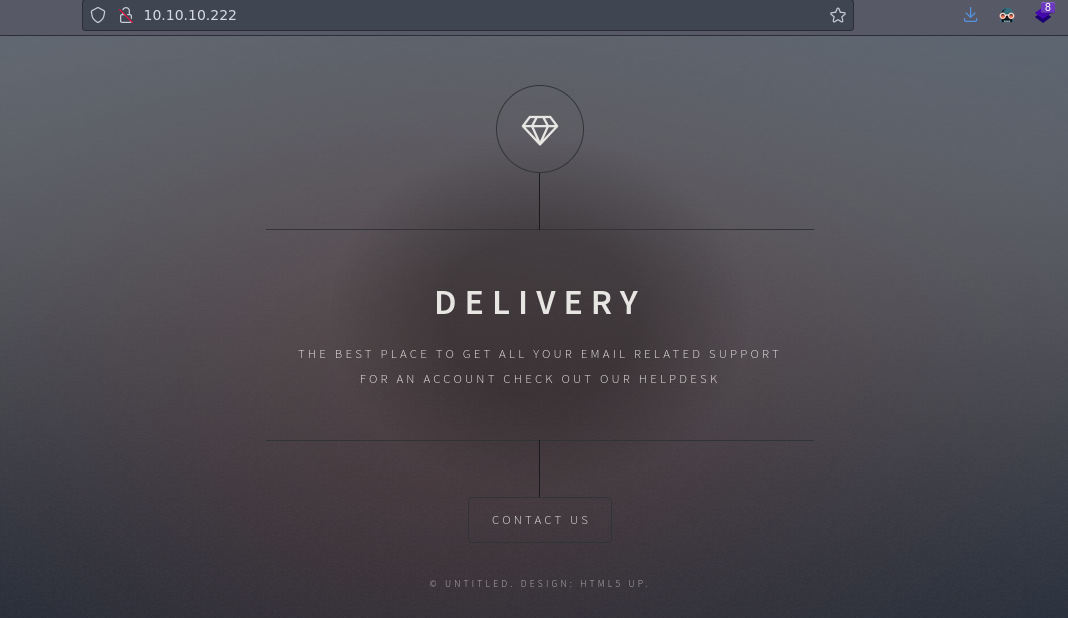 10.10.10.222
8
DELIVERY
THE BEST PLACE TO GET ALL YOUR EMAIL RELATED SUPPORT
FOR AN ACCOUNT CHECK OUT OUR HELPDESK
CONTACT US
© UNTITLED. DESIGN: HTML5 UP.